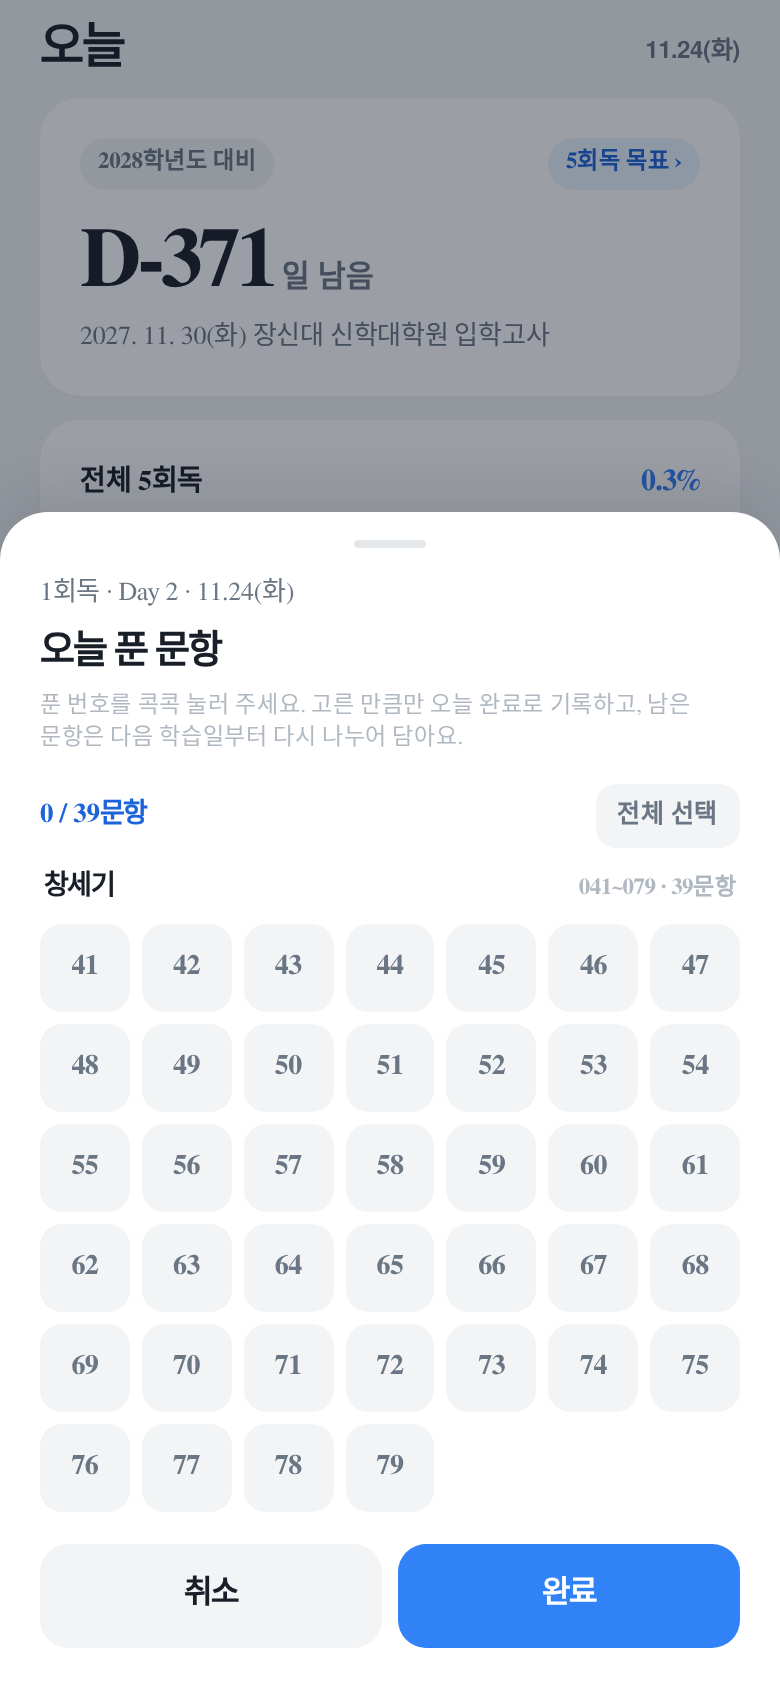 오늘
11.24(화)
2028학년도 대비
5회독 목표 ›
D-371 일 남음
2027. 11. 30(화) 장신대 신학대학원 입학고사
전체 5회독
0.3%
1회독 · Day 2 · 11.24(화)
오늘 푼 문항
푼 번호를 콕콕 눌러 주세요. 고른 만큼만 오늘 완료로 기록하고, 남은
문항은 다음 학습일부터 다시 나누어 담아요.
0 / 39문항
전체 선택
창세기
041~079 · 39문항
41 42 43 44 45 46 47
48 49 50 51 52 53 54
55 56 57 58 59 60 61
62 63 64 65 66 67 68
69 70 71 72 73 74 75
76 77 78 79
취소
완료